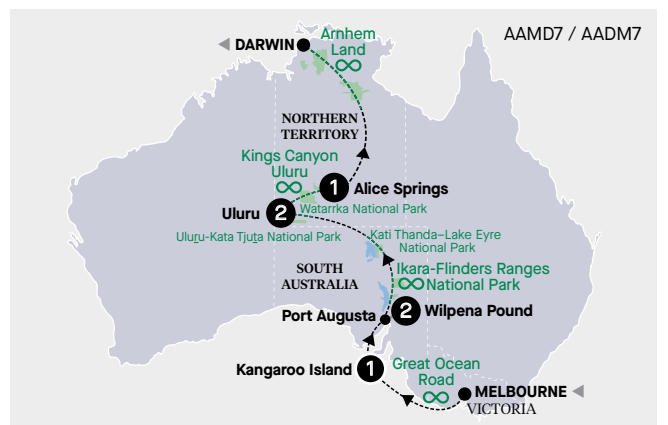 AAMD7 / AADM7
DARWIN
Arnhem
Land
NORTHERN
TERRITORY
Kings Canyon
Uluru
1
Alice Springs
Watarrka National Park
Uluru
2
Uluṟu-Kata Tjuṯa National Park
Kati Thanda–Lake Eyre
National Park
SOUTH
AUSTRALIA
Ikara-Flinders Ranges
National Park
Port Augusta
2
Wilpena Pound
Kangaroo Island
1
Great Ocean
Road
MELBOURNE
VICTORIA